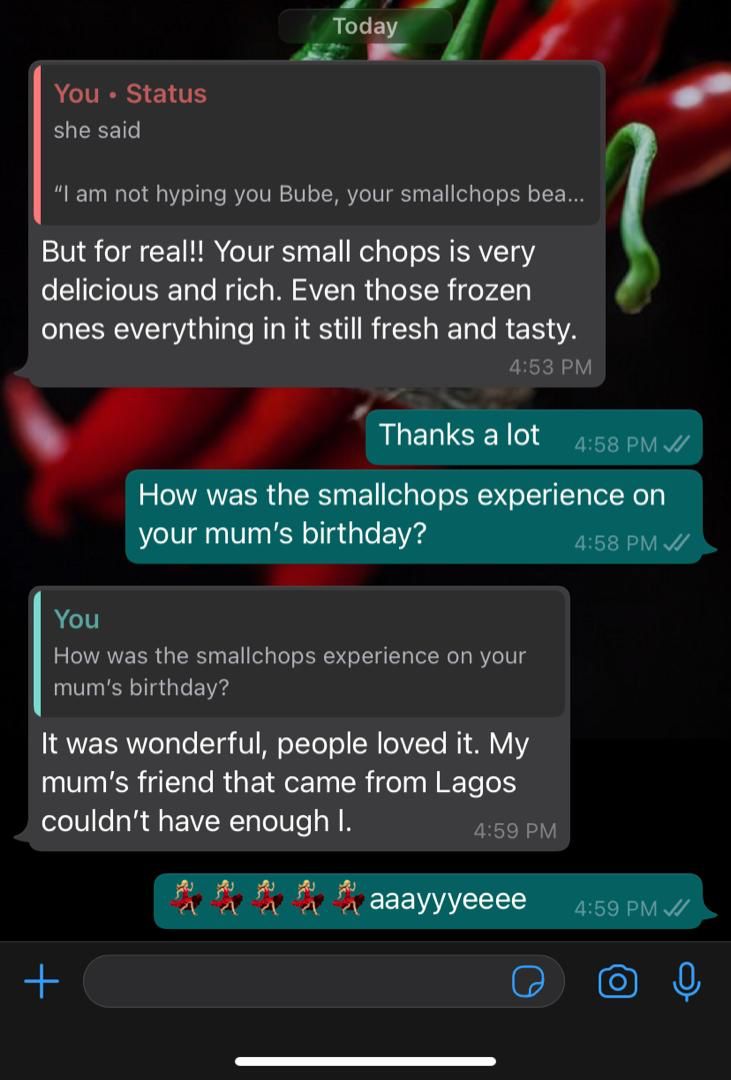 Today
You • Status
she said
“I am not hyping you Bube, your smallchops bea...
But for real!! Your small chops is very
delicious and rich. Even those frozen
ones everything in it still fresh and tasty.
4:53 PM
Thanks a lot 4:58 PM
How was the smallchops experience on
your mum’s birthday? 4:58 PM
You
How was the smallchops experience on your
mum’s birthday?
It was wonderful, people loved it. My
mum’s friend that came from Lagos
couldn’t have enough l. 4:59 PM
💃🏼💃🏼💃🏼💃🏼💃🏼aaayyyeeee 4:59 PM